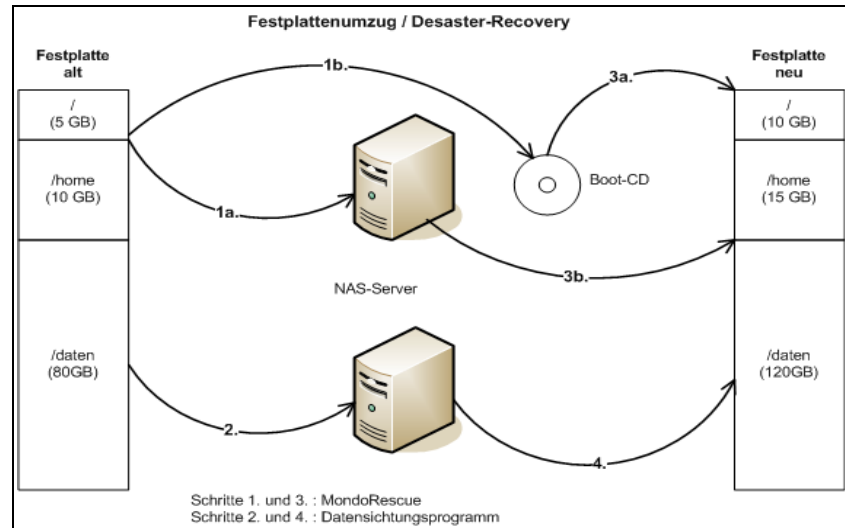 Festplattenumzug / Desaster-Recovery
Festplatte
alt
/
(5 GB)
/home
(10 GB)
/daten
(80GB)
1b.
1a.
2.
NAS-Server
Boot-CD
3a.
3b.
4.
Festplatte
neu
/
(10 GB)
/home
(15 GB)
/daten
(120GB)
Schritte 1. und 3. : MondoRescue
Schritte 2. und 4. : Datensichtungsprogramm